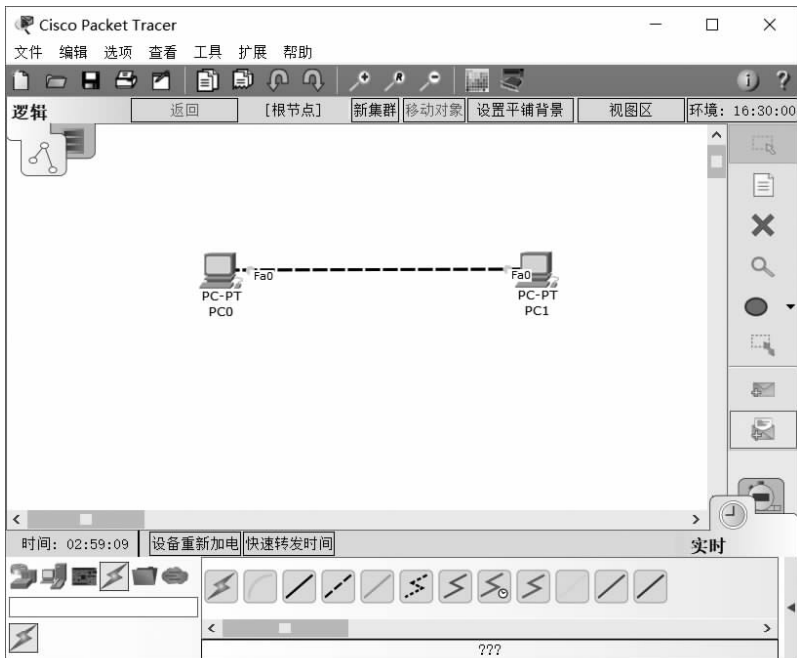 Cisco Packet Tracer
文件 编辑 选项 查看 工具 扩展 帮助
逻辑 返回 [根节点] 新集群 移动对象 设置平铺背景 视图区 环境: 16:30:00
Fa0 Fa0
PC-PT PC-PT
PC0 PC1
时间: 02:59:09 设备重新加电 快速转发时间 实时
???